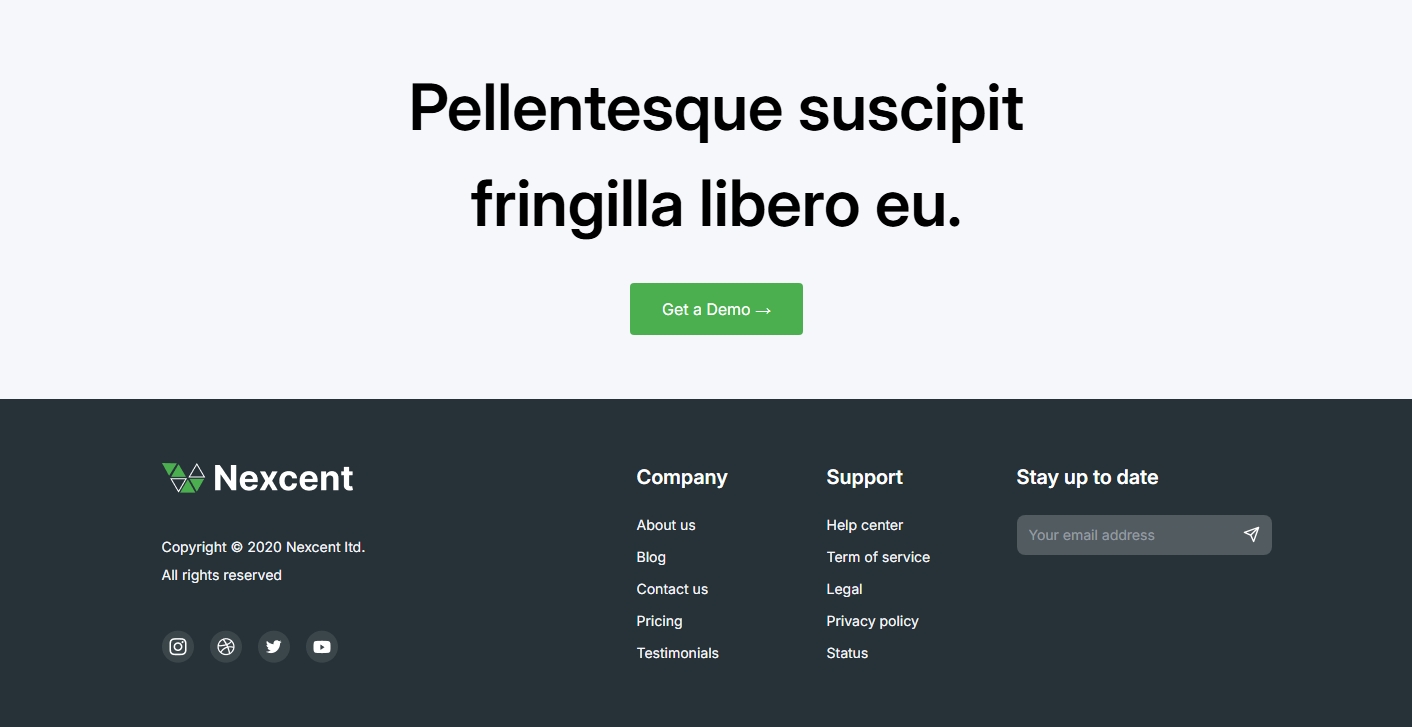 Pellentesque suscipit
fringilla libero eu.
Get a Demo →
Nexcent
Copyright © 2020 Nexcent ltd.
All rights reserved
Company
About us
Blog
Contact us
Pricing
Testimonials
Support
Help center
Term of service
Legal
Privacy policy
Status
Stay up to date
Your email address